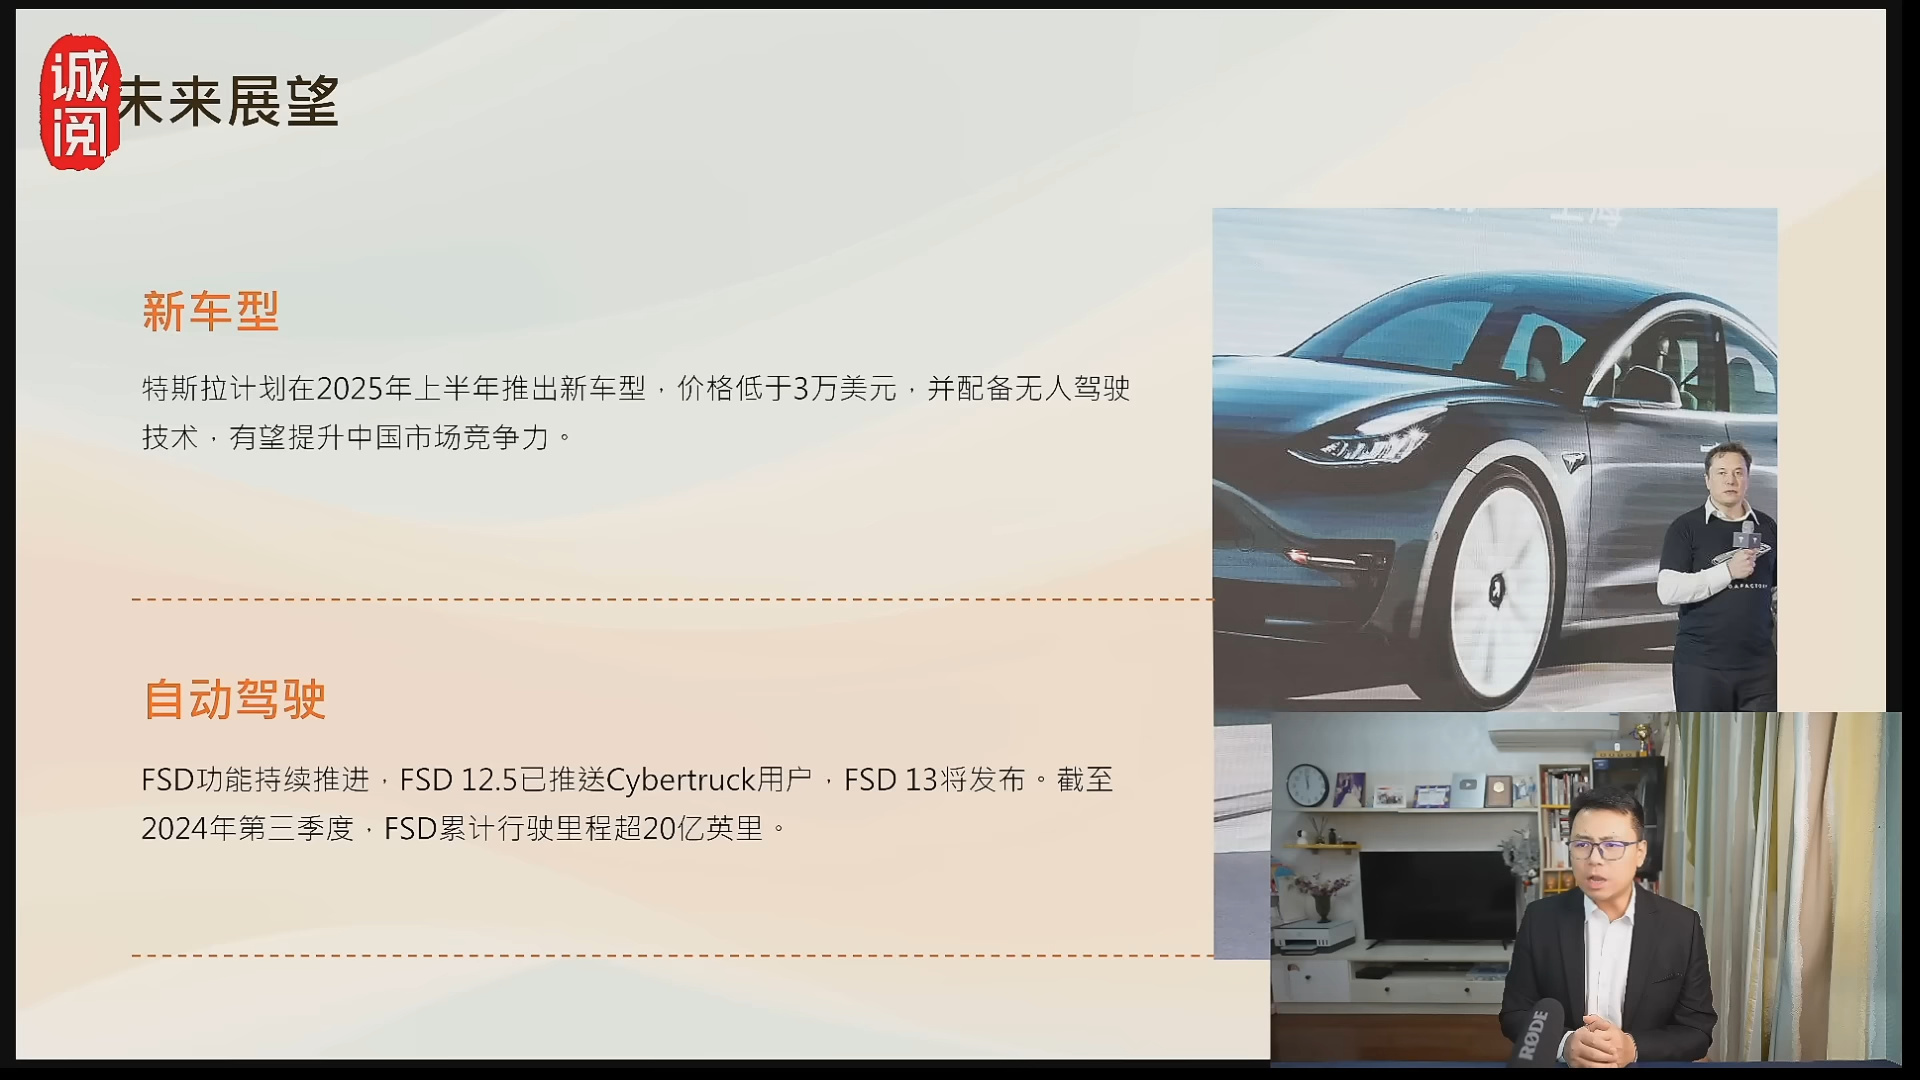 诚
阅
未来展望
新车型
特斯拉计划在2025年上半年推出新车型，价格低于3万美元，并配备无人驾驶
技术，有望提升中国市场竞争力。
自动驾驶
FSD功能持续推进，FSD 12.5已推送Cybertruck用户，FSD 13将发布。截至
2024年第三季度，FSD累计行驶里程超20亿英里。
RØDE